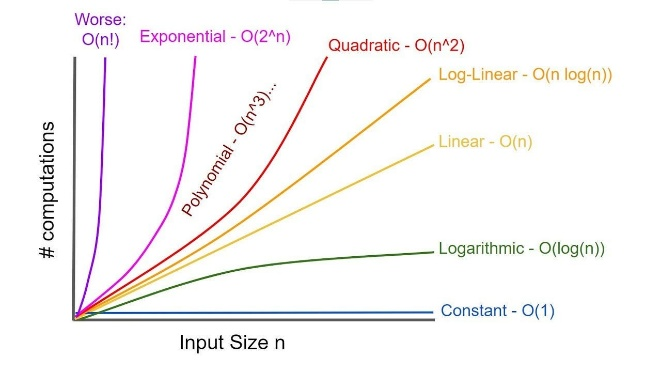 Worse:
O(n!)
Exponential - O(2^n)
Quadratic - O(n^2)
Log-Linear - O(n log(n))
Polynomial - O(n^3)...
Linear - O(n)
# computations
Logarithmic - O(log(n))
Constant - O(1)
Input Size n